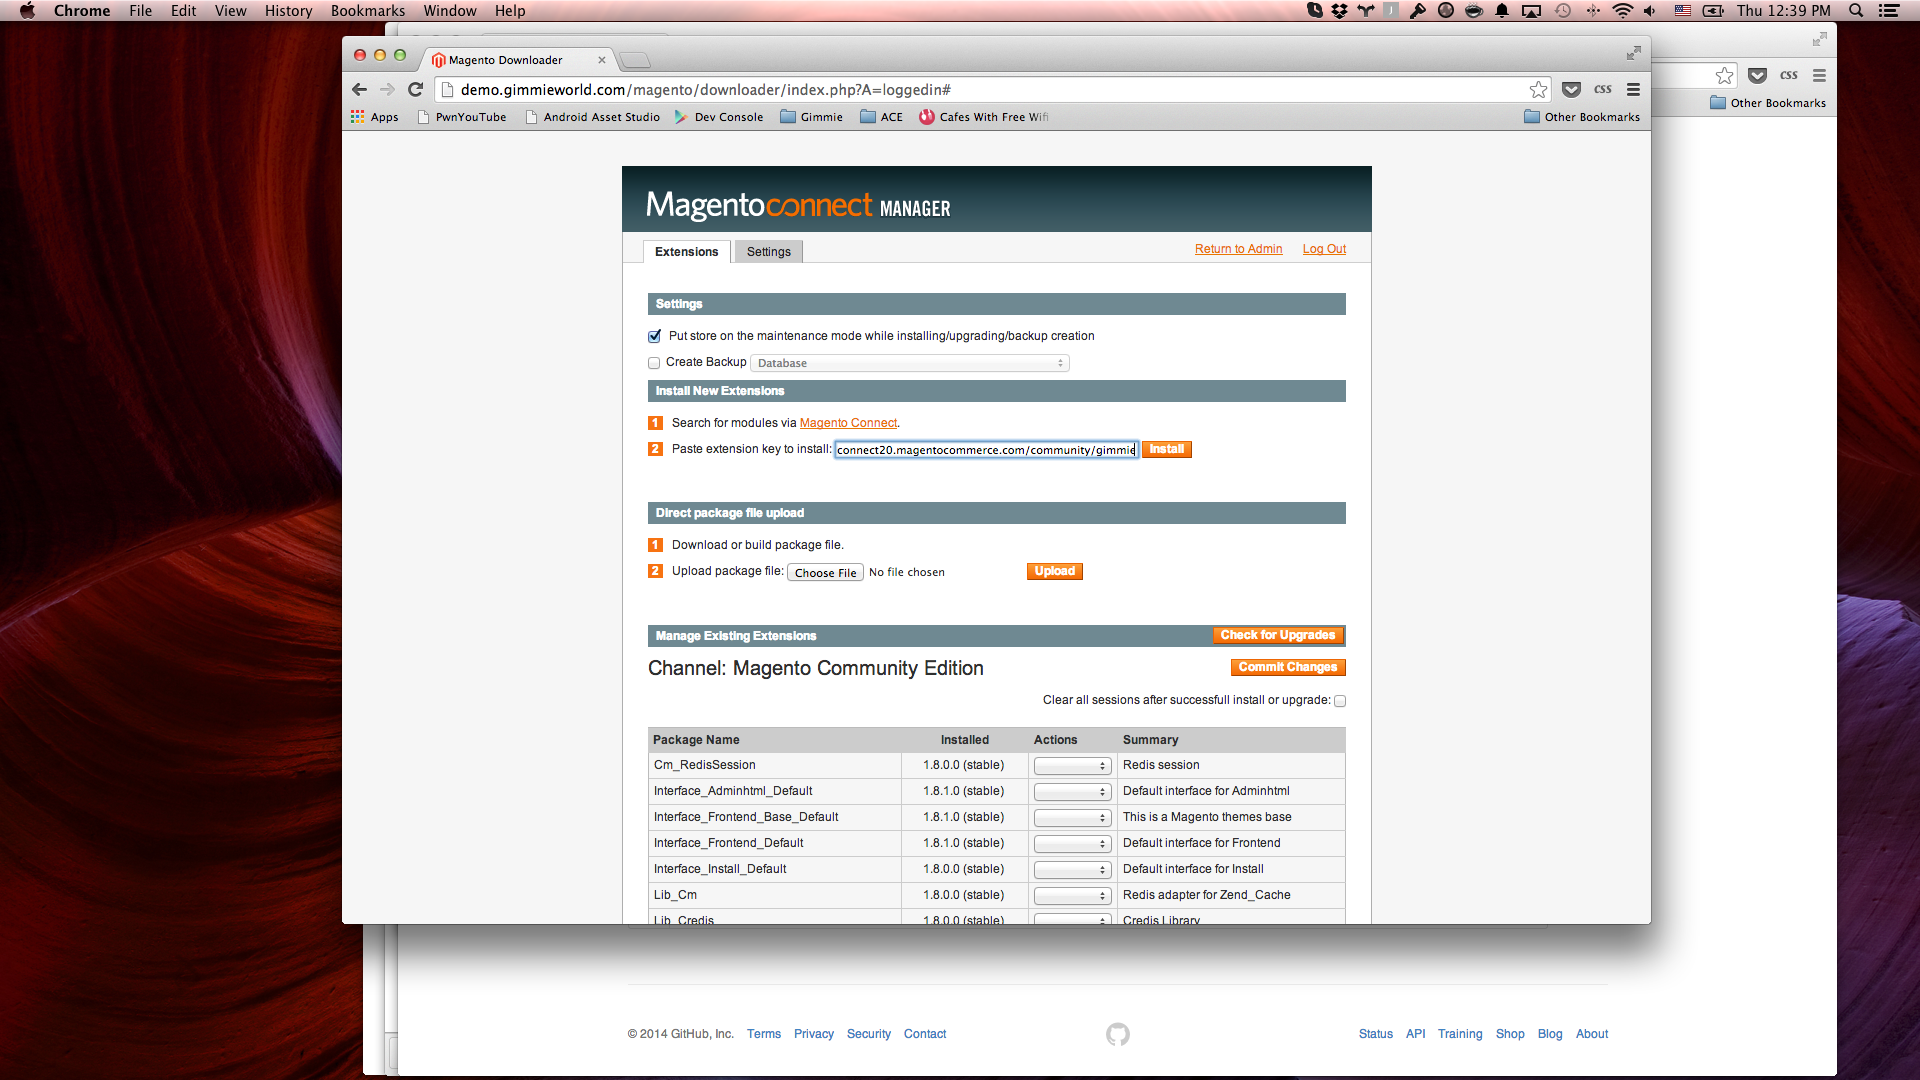 Chrome File Edit View History Bookmarks Window Help Thu 12:39 PM
Magento Downloader
demo.gimmieworld.com/magento/downloader/index.php?A=loggedin# css css
Apps PwnYouTube Android Asset Studio Dev Console Gimmie ACE Cafes With Free Wifi Other Bookmarks
Other Bookmarks
Magentoconnect MANAGER
Extensions Settings Return to Admin Log Out
Settings
Put store on the maintenance mode while installing/upgrading/backup creation
Create Backup Database
Install New Extensions
1 Search for modules via Magento Connect.
2 Paste extension key to install: connect20.magentocommerce.com/community/gimmie Install
Direct package file upload
1 Download or build package file.
2 Upload package file: Choose File No file chosen Upload
Manage Existing Extensions Check for Upgrades
Channel: Magento Community Edition Commit Changes
Clear all sessions after successfull install or upgrade:
Package Name Installed Actions Summary
Cm_RedisSession 1.8.0.0 (stable) Redis session
Interface_Adminhtml_Default 1.8.1.0 (stable) Default interface for Adminhtml
Interface_Frontend_Base_Default 1.8.1.0 (stable) This is a Magento themes base
Interface_Frontend_Default 1.8.1.0 (stable) Default interface for Frontend
Interface_Install_Default 1.8.0.0 (stable) Default interface for Install
Lib_Cm 1.8.0.0 (stable) Redis adapter for Zend_Cache
Lib_Credis 1.8.0.0 (stable) Credis Library
© 2014 GitHub, Inc. Terms Privacy Security Contact Status API Training Shop Blog About